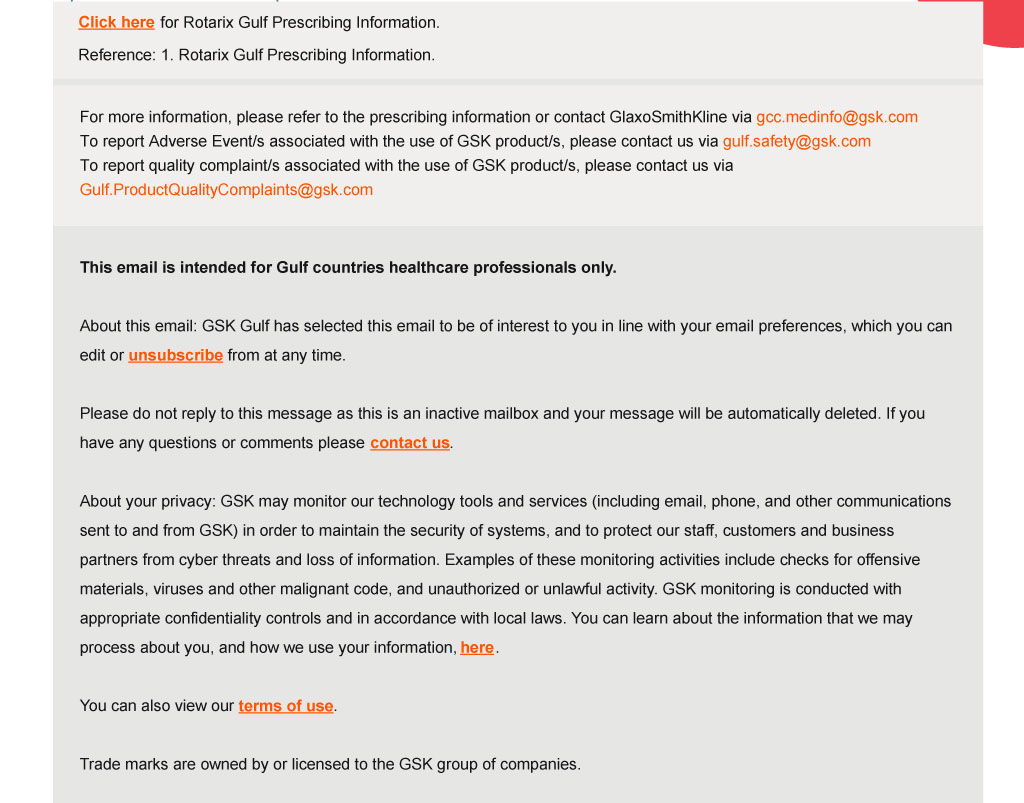 Click here for Rotarix Gulf Prescribing Information.
Reference: 1. Rotarix Gulf Prescribing Information.
For more information, please refer to the prescribing information or contact GlaxoSmithKline via gcc.medinfo@gsk.com
To report Adverse Event/s associated with the use of GSK product/s, please contact us via gulf.safety@gsk.com
To report quality complaint/s associated with the use of GSK product/s, please contact us via
Gulf.ProductQualityComplaints@gsk.com
This email is intended for Gulf countries healthcare professionals only.
About this email: GSK Gulf has selected this email to be of interest to you in line with your email preferences, which you can
edit or unsubscribe from at any time.
Please do not reply to this message as this is an inactive mailbox and your message will be automatically deleted. If you
have any questions or comments please contact us.
About your privacy: GSK may monitor our technology tools and services (including email, phone, and other communications
sent to and from GSK) in order to maintain the security of systems, and to protect our staff, customers and business
partners from cyber threats and loss of information. Examples of these monitoring activities include checks for offensive
materials, viruses and other malignant code, and unauthorized or unlawful activity. GSK monitoring is conducted with
appropriate confidentiality controls and in accordance with local laws. You can learn about the information that we may
process about you, and how we use your information, here.
You can also view our terms of use.
Trade marks are owned by or licensed to the GSK group of companies.